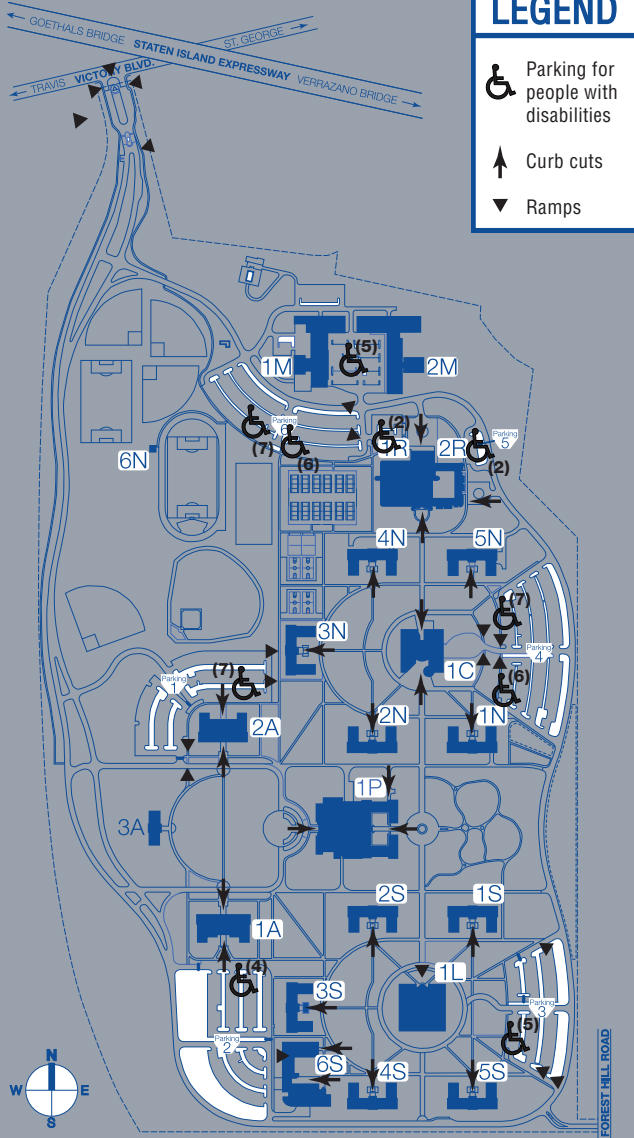 LEGEND
Parking for
people with
disabilities
Curb cuts
Ramps
GOETHALS BRIDGE STATEN ISLAND EXPRESSWAY VERRAZANO BRIDGE
TRAVIS VICTORY BLVD. ST. GEORGE
1M
(5)
2M
Parking
6
(7)
(6)
(2)
1R
2R
Parking
5
(2)
6N
4N
5N
3N
(7)
Parking
4
1C
(6)
(7)
Parking
1
2A
2N
1N
1P
3A
2S
1S
1A
(4)
1L
3S
Parking
3
(5)
Parking
2
6S
4S
5S
N
W E
S
FOREST HILL ROAD